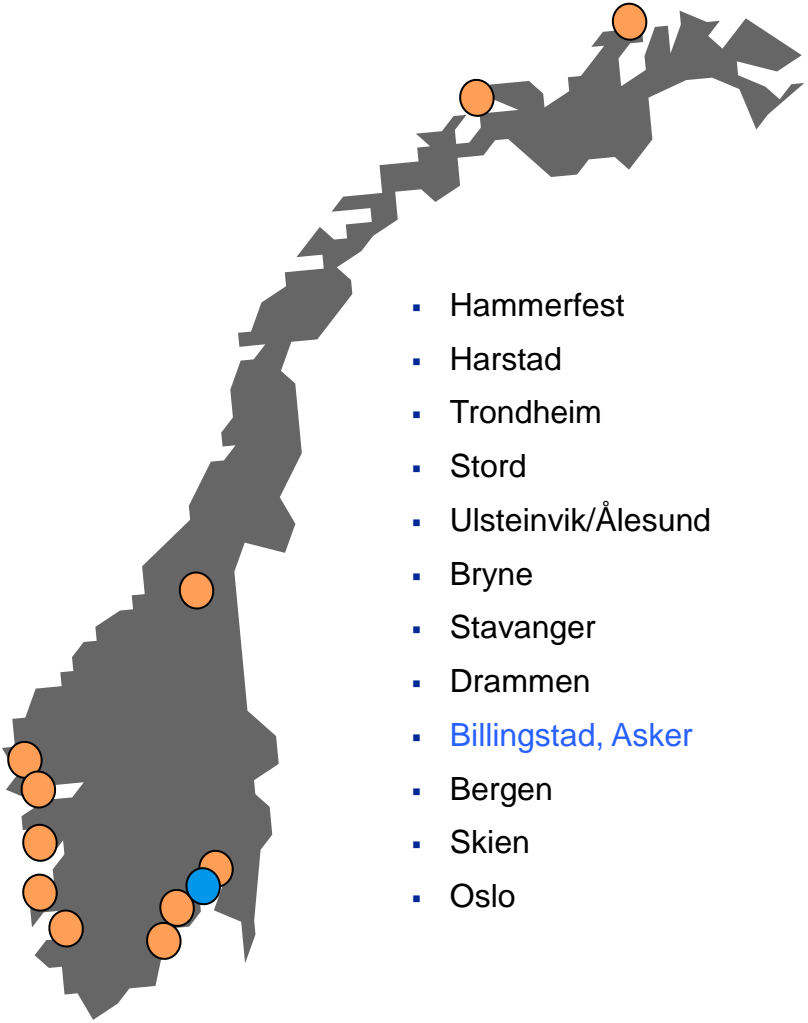 ▪ Hammerfest
▪ Harstad
▪ Trondheim
▪ Stord
▪ Ulsteinvik/Ålesund
▪ Bryne
▪ Stavanger
▪ Drammen
▪ Billingstad, Asker
▪ Bergen
▪ Skien
▪ Oslo